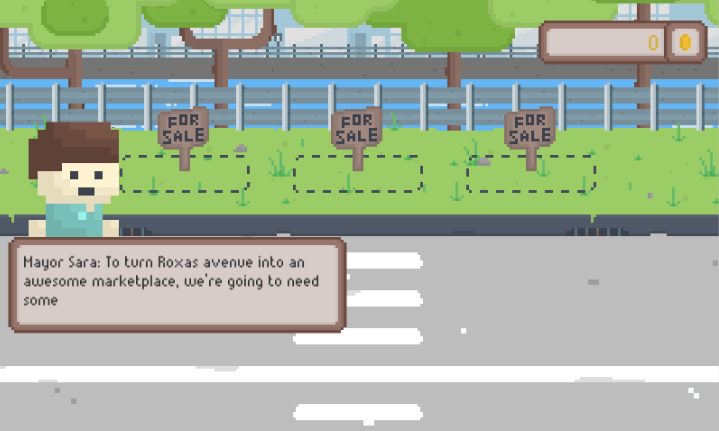 0
FOR
SALE
FOR
SALE
FOR
SALE
Mayor Sara: To turn Roxas avenue into an
awesome marketplace, we're going to need
some